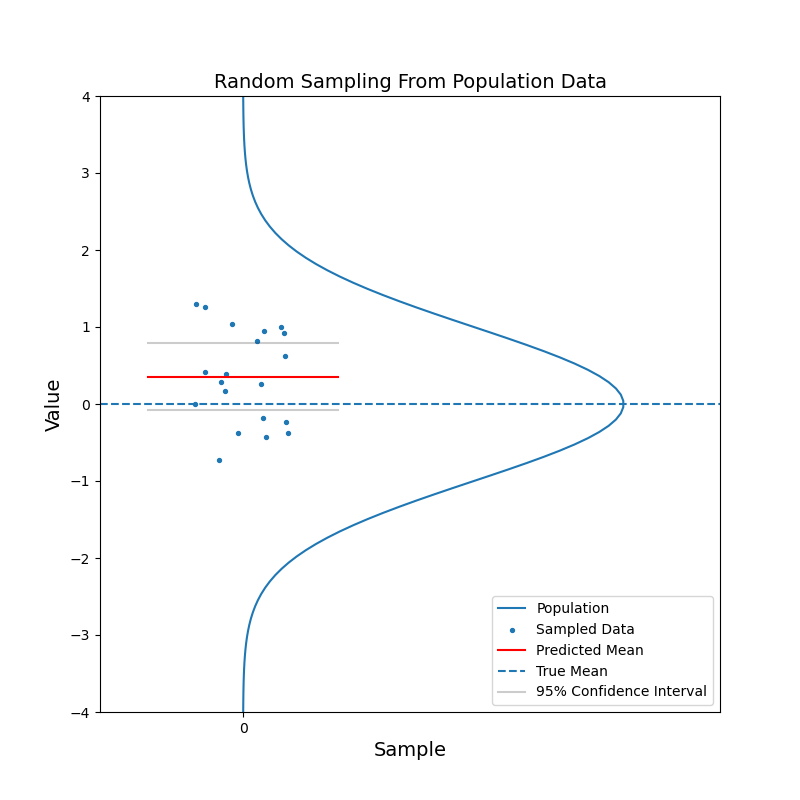 Random Sampling From Population Data
4
3
2
1
0
−1
−2
−3
−4
Value
0
Sample
Population
Sampled Data
Predicted Mean
True Mean
95% Confidence Interval